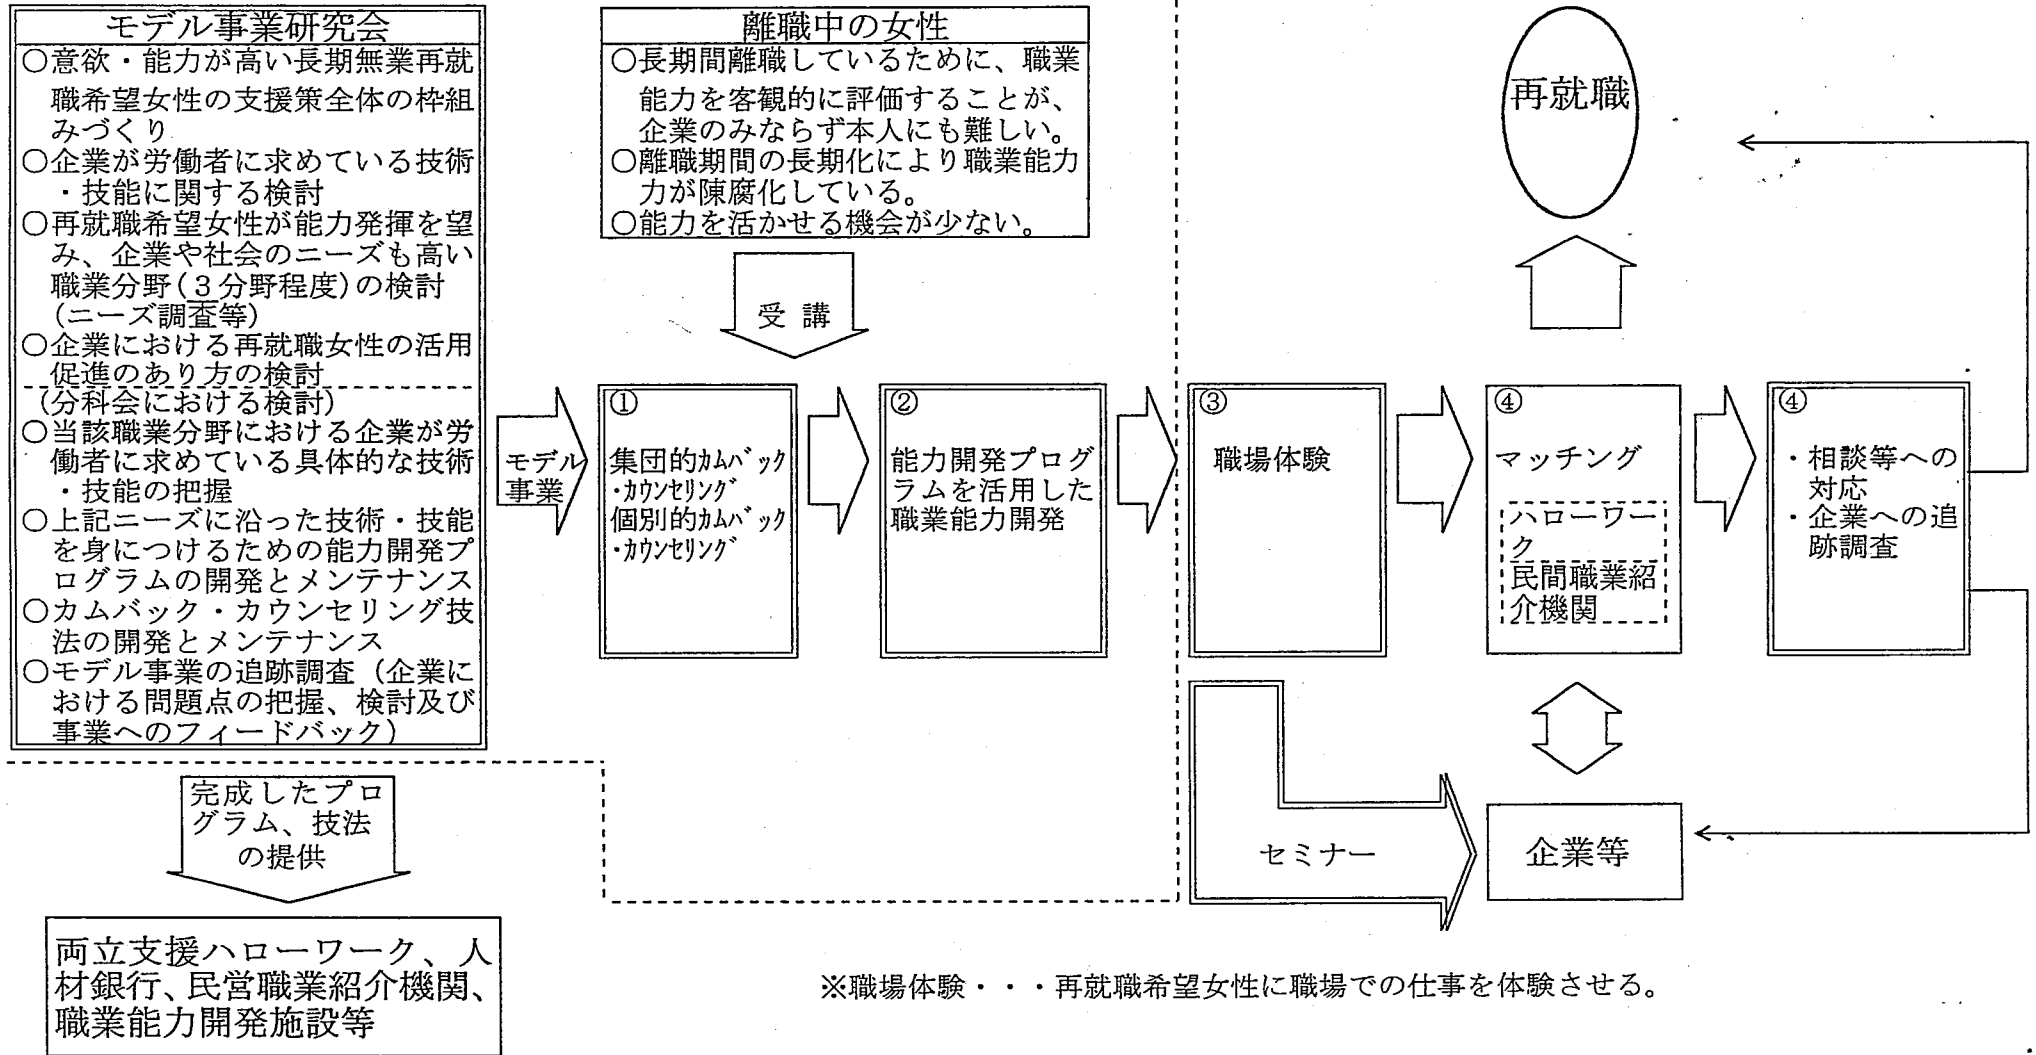 モデル事業研究会
○意欲・能力が高い長期無業再就
職希望女性の支援策全体の枠組
みづくり
○企業が労働者に求めている技術
・技能に関する検討
○再就職希望女性が能力発揮を望
み、企業や社会のニーズも高い
職業分野(3分野程度)の検討
(ニーズ調査等)
○企業における再就職女性の活用
促進のあり方の検討
(分科会における検討)
○当該職業分野における企業が労
働者に求めている具体的な技術
・技能の把握
○上記ニーズに沿った技術・技能
を身につけるための能力開発プ
ログラムの開発とメンテナンス
○カムバック・カウンセリング技
法の開発とメンテナンス
○モデル事業の追跡調査(企業に
おける問題点の把握、検討及び
事業へのフィードバック)
完成したプロ
グラム、技法
の提供
両立支援ハローワーク、人
材銀行、民営職業紹介機関、
職業能力開発施設等
離職中の女性
○長期間離職しているために、職業
能力を客観的に評価することが、
企業のみならず本人にも難しい。
○離職期間の長期化により職業能力
力が陳腐化している。
○能力を活かせる機会が少ない。
受講
モデル
事業
①
集団的カムバック
・カウンセリング
個別的カムバック
・カウンセリング
②
能力開発プログ
ラムを活用した
職業能力開発
③
職場体験
④
マッチング
ハローワー
ク
民間職業紹
介機関
④
・相談等への
対応
・企業への追
跡調査
再就職
セミナー
企業等
※職場体験・・・再就職希望女性に職場での仕事を体験させる。